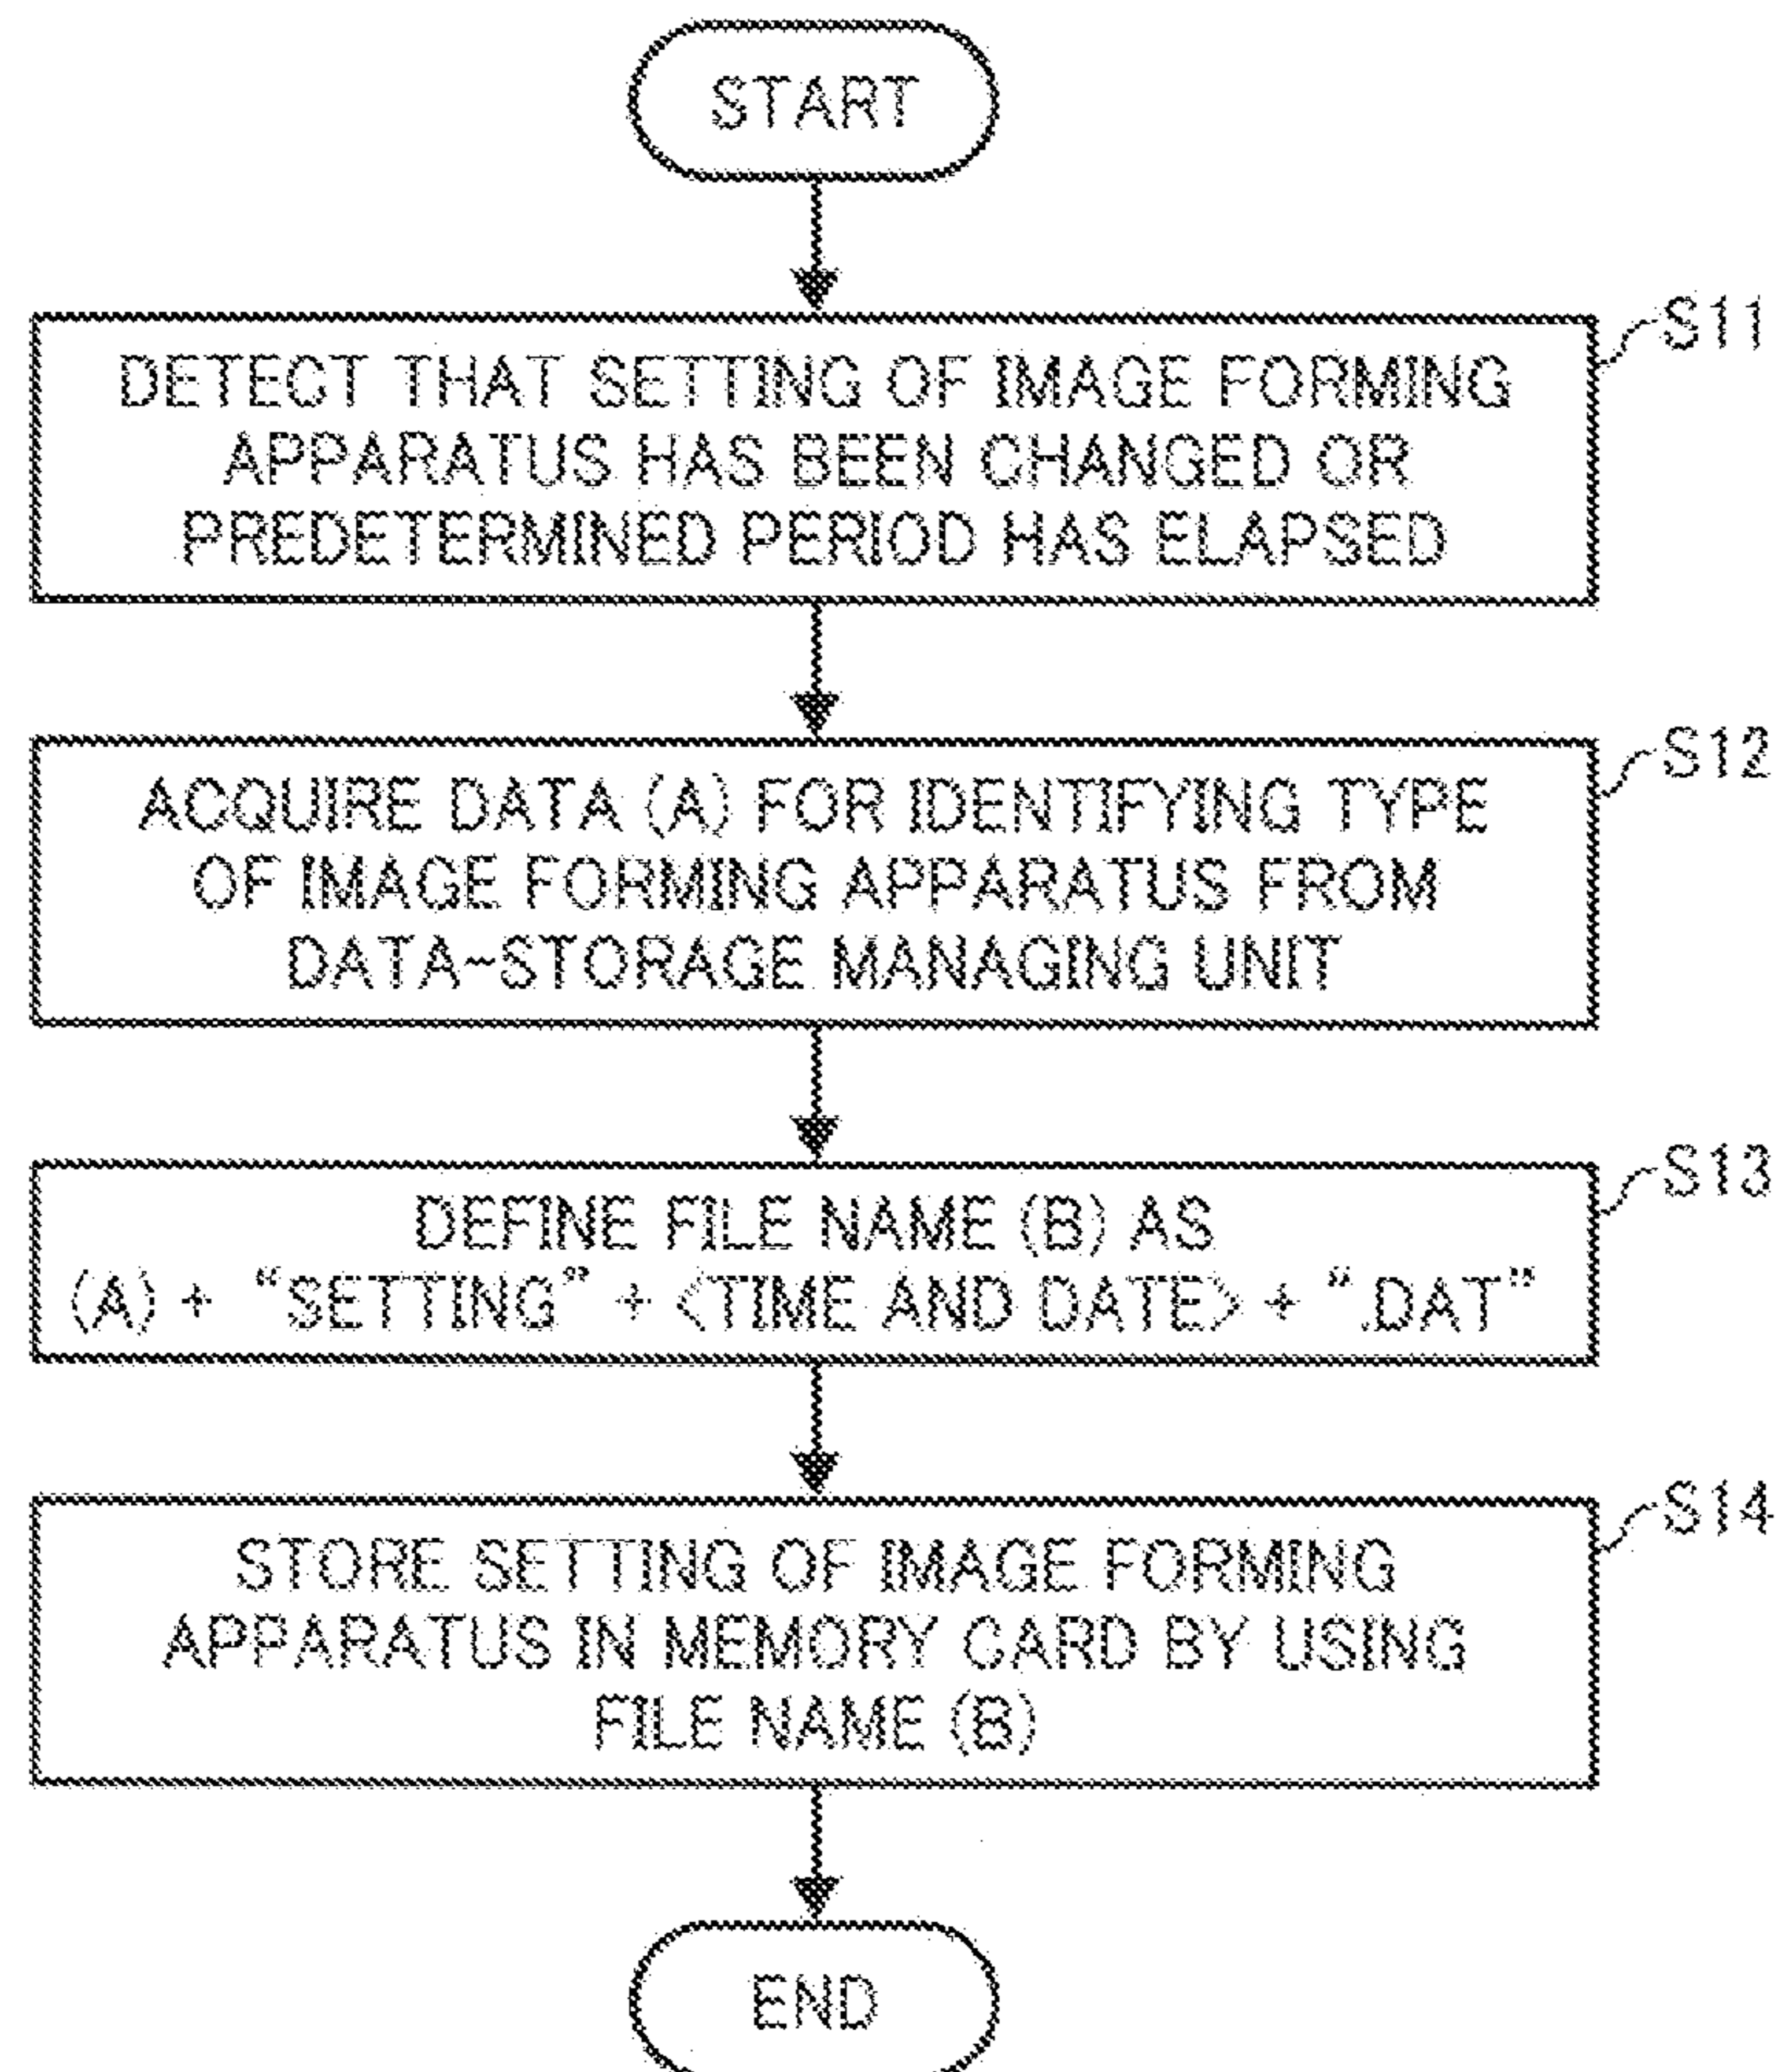 START
S11
DETECT THAT SETTING OF IMAGE FORMING
APPARATUS HAS BEEN CHANGED OR
PREDETERMINED PERIOD HAS ELAPSED
S12
ACQUIRE DATA (A) FOR IDENTIFYING TYPE
OF IMAGE FORMING APPARATUS FROM
DATA-STORAGE MANAGING UNIT
S13
DEFINE FILE NAME (B) AS
(A) + “SETTING” + <TIME AND DATE> + “.DAT”
S14
STORE SETTING OF IMAGE FORMING
APPARATUS IN MEMORY CARD BY USING
FILE NAME (B)
END